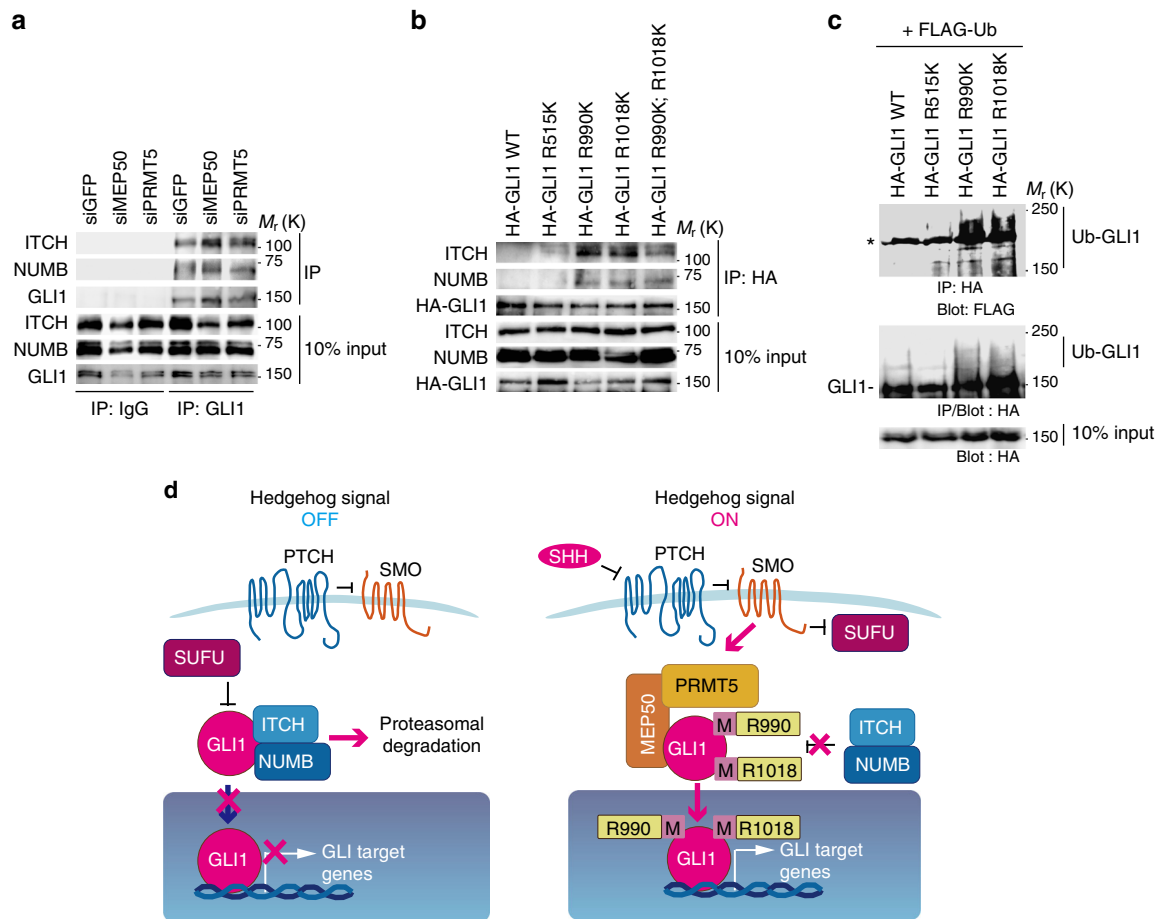 a
siGFP
siMEP50
siPRMT5
siGFP
siMEP50
siPRMT5
Mr (K)
ITCH
100
NUMB
75
IP
GLI1
150
ITCH
100
NUMB
75
10% input
GLI1
150
IP: IgG
IP: GLI1
b
HA-GLI1 WT
HA-GLI1 R515K
HA-GLI1 R990K
HA-GLI1 R1018K
HA-GLI1 R990K; R1018K
Mr (K)
ITCH
100
NUMB
75
IP: HA
HA-GLI1
150
ITCH
100
NUMB
75
10% input
HA-GLI1
150
c
+ FLAG-Ub
HA-GLI1 WT
HA-GLI1 R515K
HA-GLI1 R990K
HA-GLI1 R1018K
Mr (K)
250
*
Ub-GLI1
150
IP: HA
Blot: FLAG
250
Ub-GLI1
GLI1-
150
IP/Blot : HA
150
10% input
Blot : HA
d
Hedgehog signal
OFF
PTCH
SMO
SUFU
GLI1
ITCH
NUMB
Proteasomal
degradation
GLI1
GLI target
genes
Hedgehog signal
ON
SHH
PTCH
SMO
SUFU
PRMT5
MEP50
GLI1
M R990
M R1018
ITCH
NUMB
R990 M
M R1018
GLI1
GLI target
genes